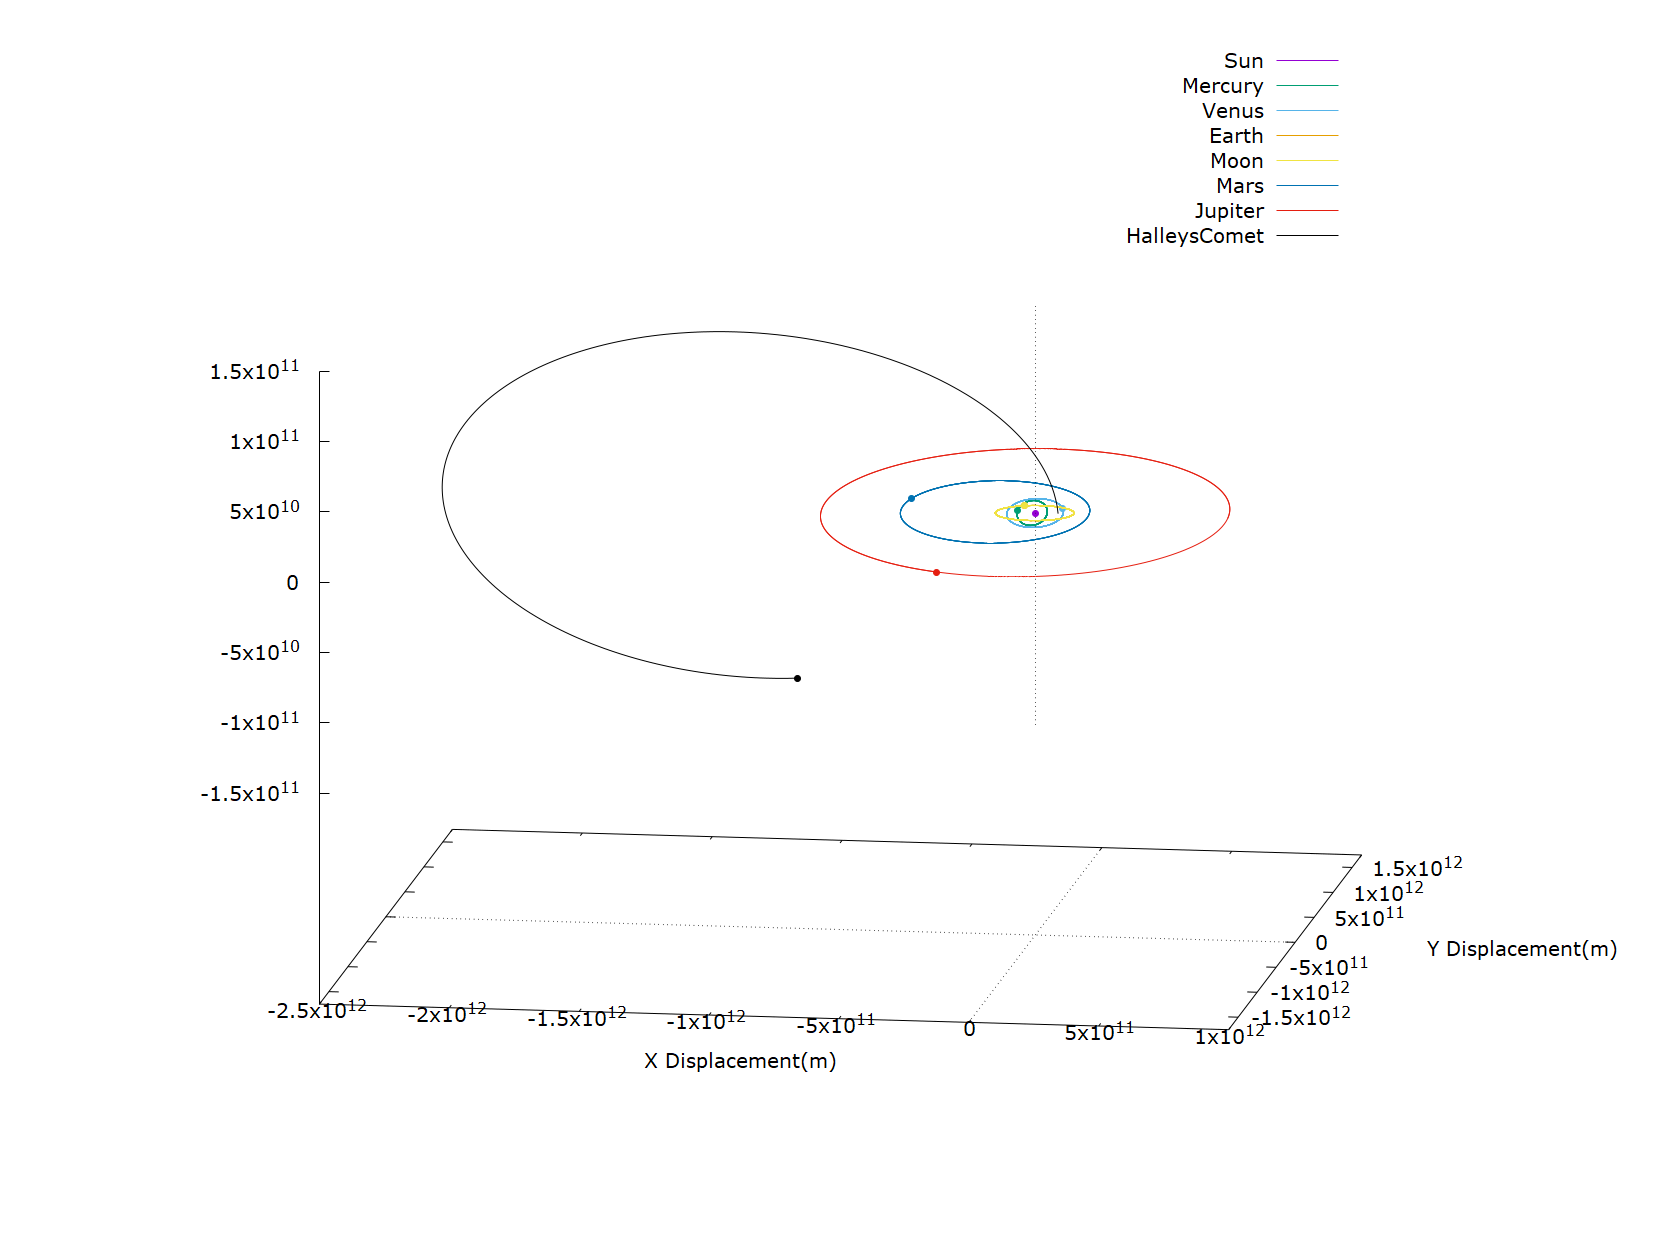 Sun
Mercury
Venus
Earth
Moon
Mars
Jupiter
HalleysComet
1.5x10^11
1x10^11
5x10^10
0
-5x10^10
-1x10^11
-1.5x10^11
1.5x10^12
1x10^12
5x10^11
0
-5x10^11
-1x10^12
-1.5x10^12
Y Displacement(m)
-2.5x10^12
-2x10^12
-1.5x10^12
-1x10^12
-5x10^11
0
5x10^11
1x10^12
X Displacement(m)